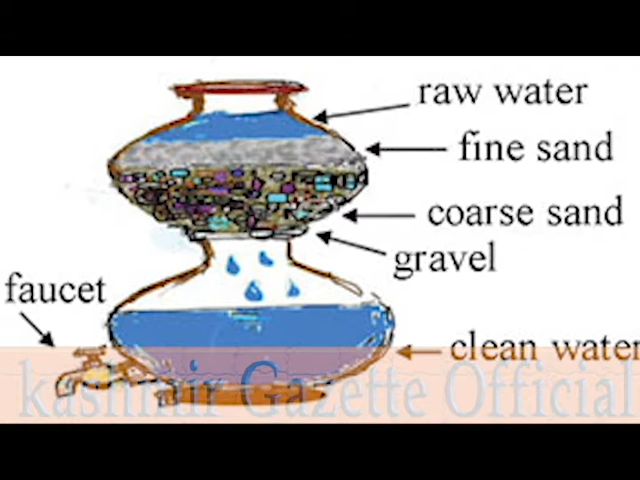 raw water
fine sand
coarse sand
gravel
faucet
clean water
kashmir Gazette Official